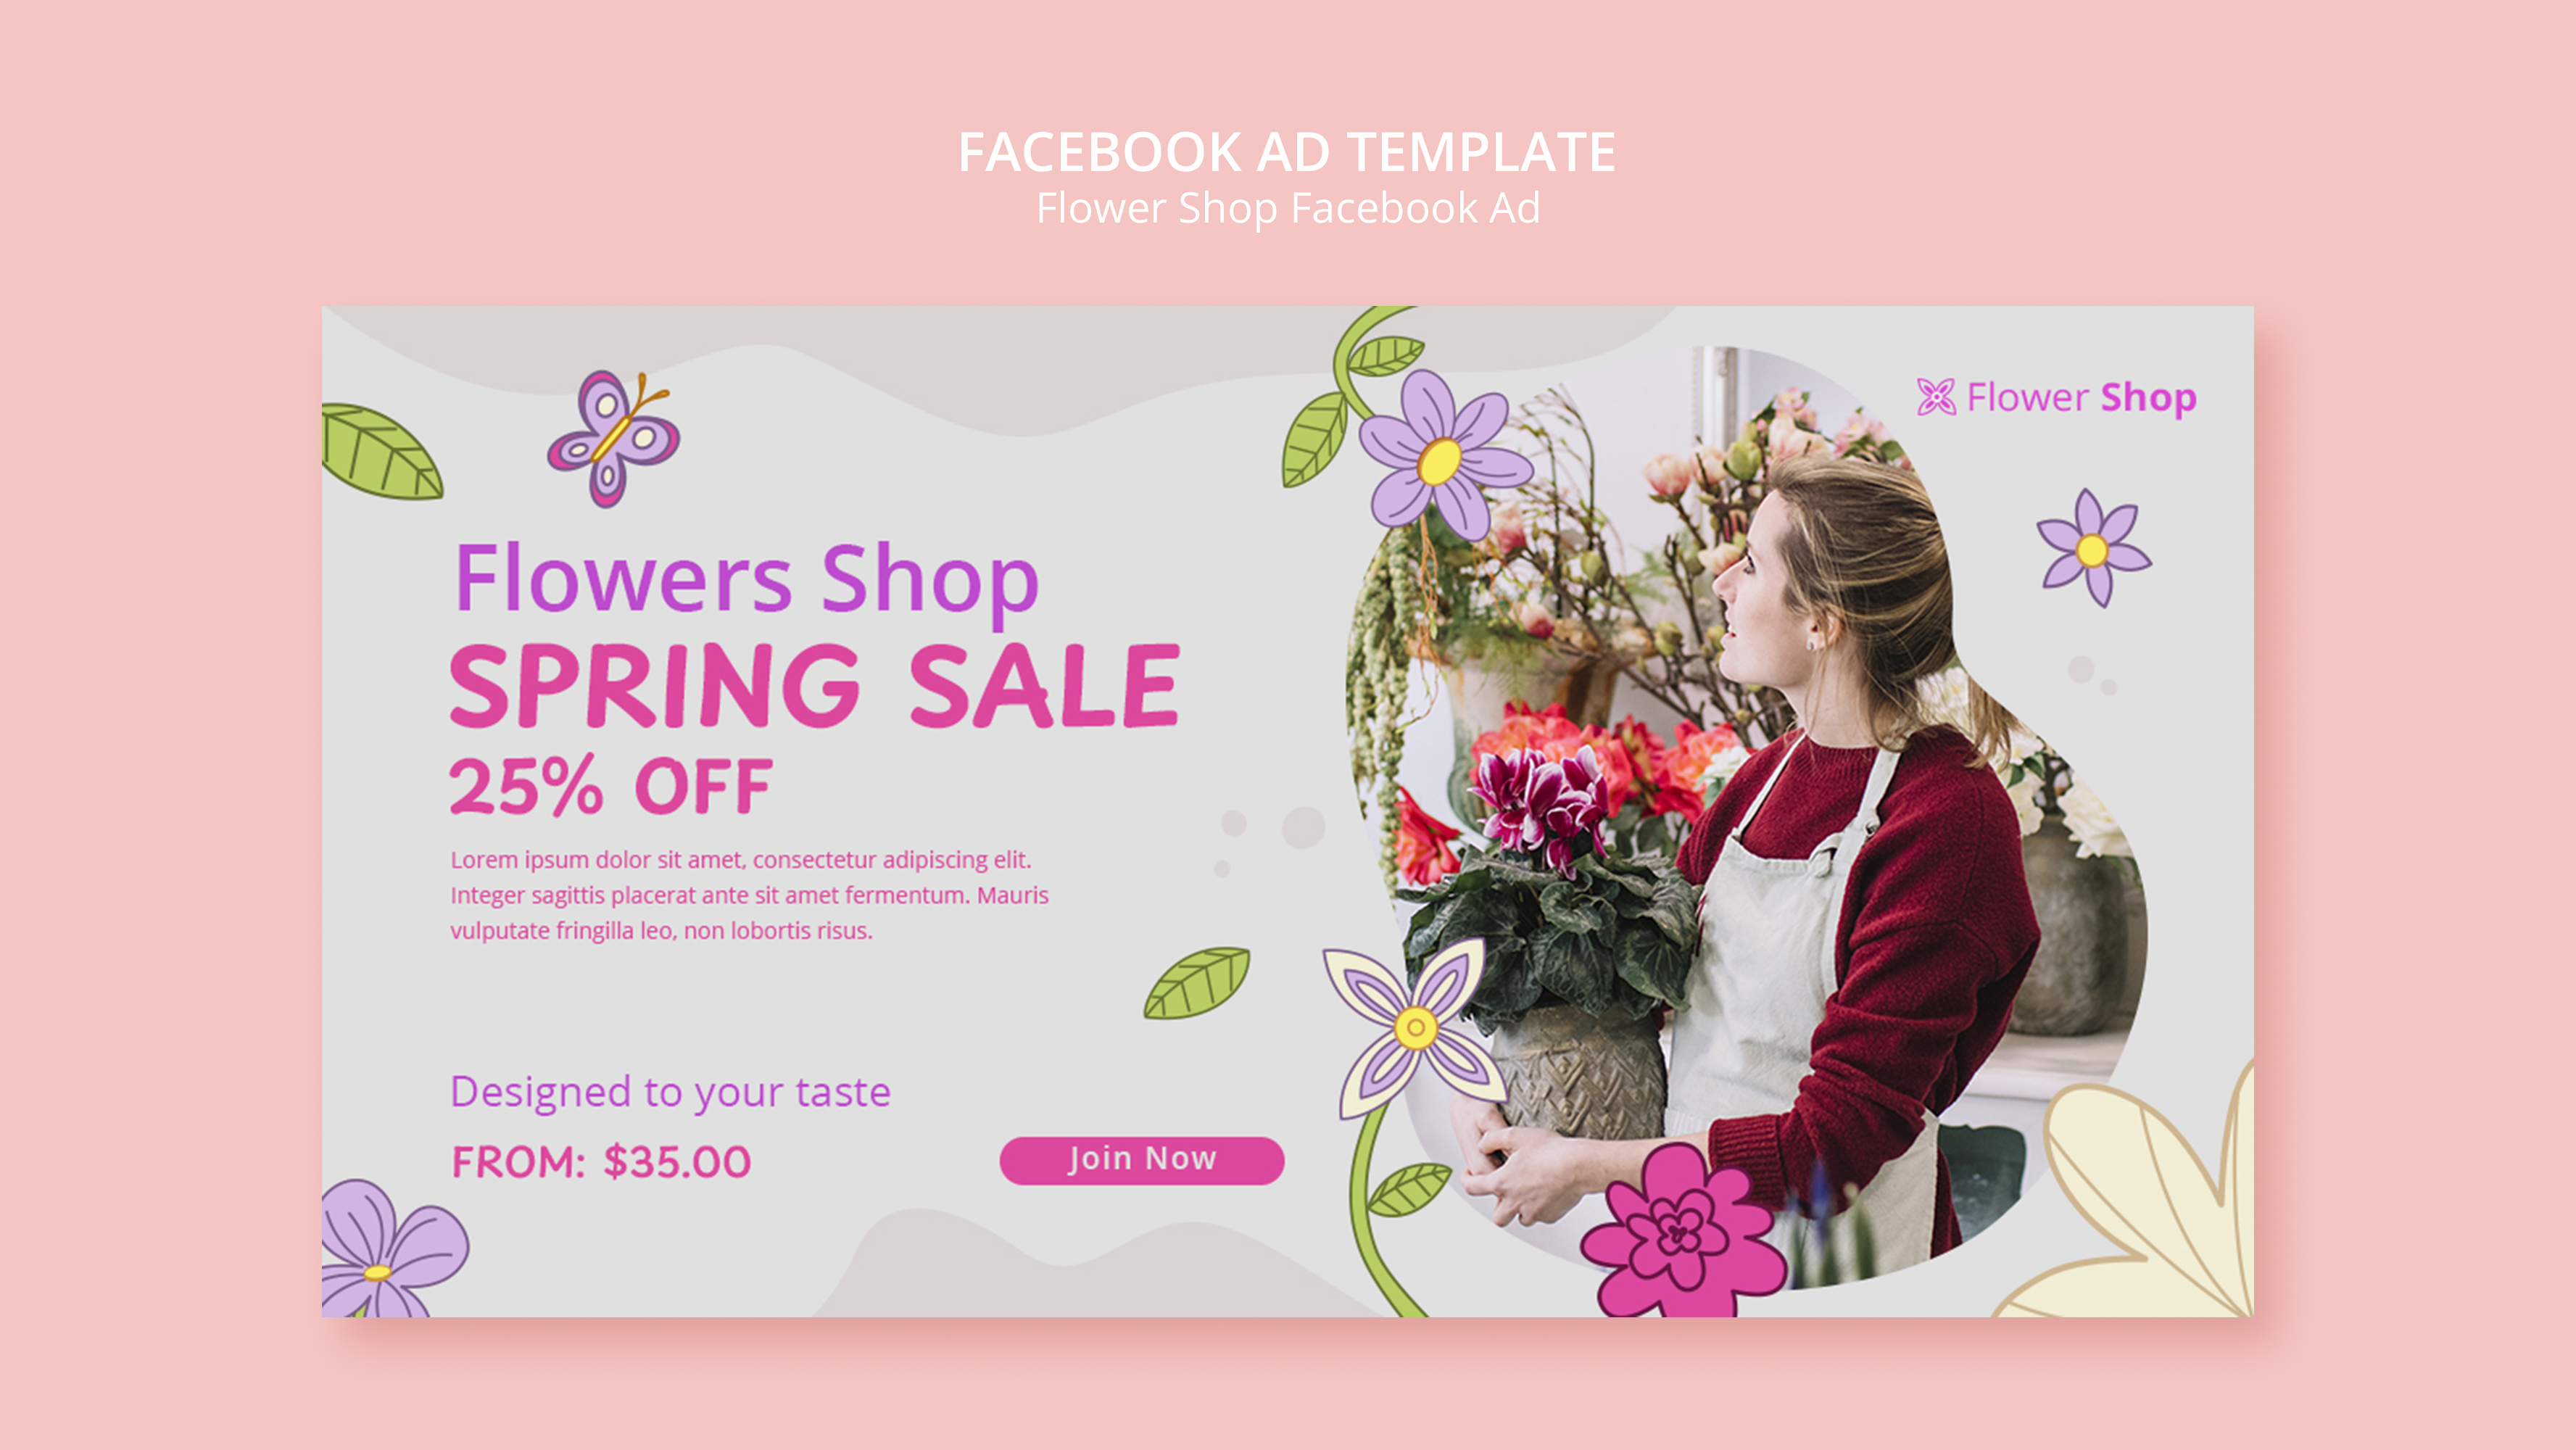 FACEBOOK AD TEMPLATE
Flower Shop Facebook Ad
Flower Shop
Flowers Shop
SPRING SALE
25% OFF
Lorem ipsum dolor sit amet, consectetur adipiscing elit.
Integer sagittis placerat ante sit amet fermentum. Mauris
vulputate fringilla leo, non lobortis risus.
Designed to your taste
FROM: $35.00
Join Now